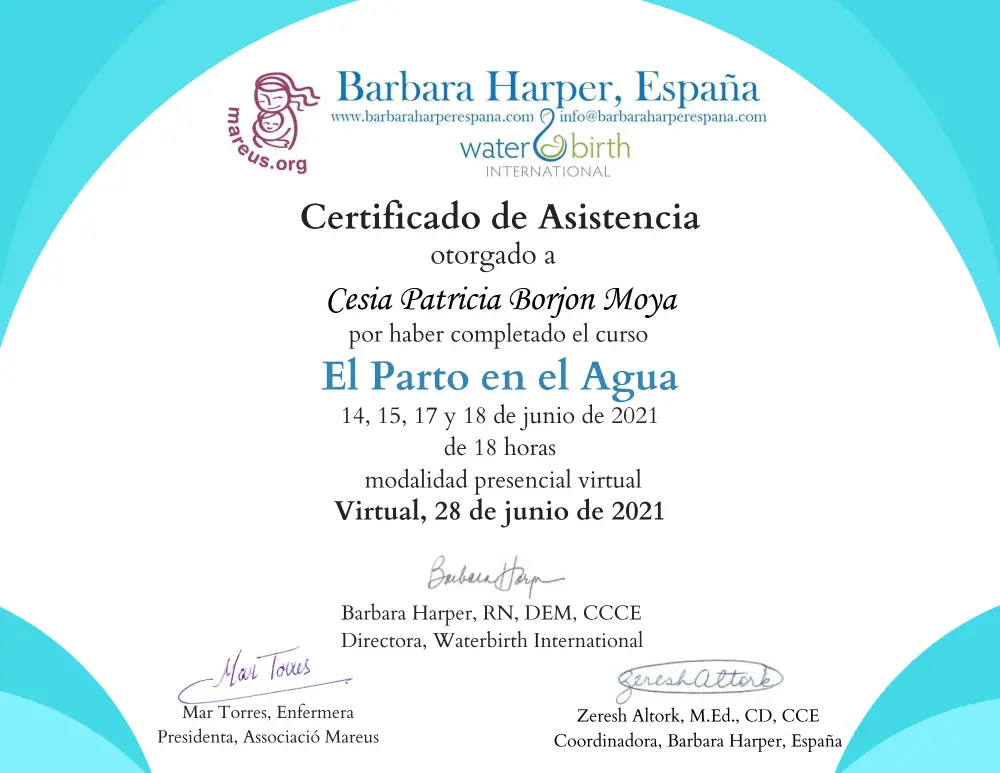 mareus.org
Barbara Harper, España
www.barbaraharperespana.com info@barbaraharperespana.com
water birth
INTERNATIONAL
Certificado de Asistencia
otorgado a
Cesia Patricia Borjon Moya
por haber completado el curso
El Parto en el Agua
14, 15, 17 y 18 de junio de 2021
de 18 horas
modalidad presencial virtual
Virtual, 28 de junio de 2021
Barbara Harper
Barbara Harper, RN, DEM, CCCE
Directora, Waterbirth International
Mar Torres
Mar Torres, Enfermera
Presidenta, Associació Mareus
Zeresh Altork
Zeresh Altork, M.Ed., CD, CCE
Coordinadora, Barbara Harper, España